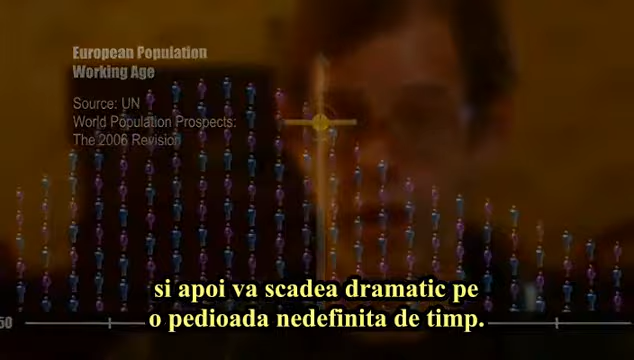 European Population
Working Age
Source: UN
World Population Prospects:
The 2006 Revision
si apoi va scadea dramatic pe
o pedioada nedefinita de timp.
50